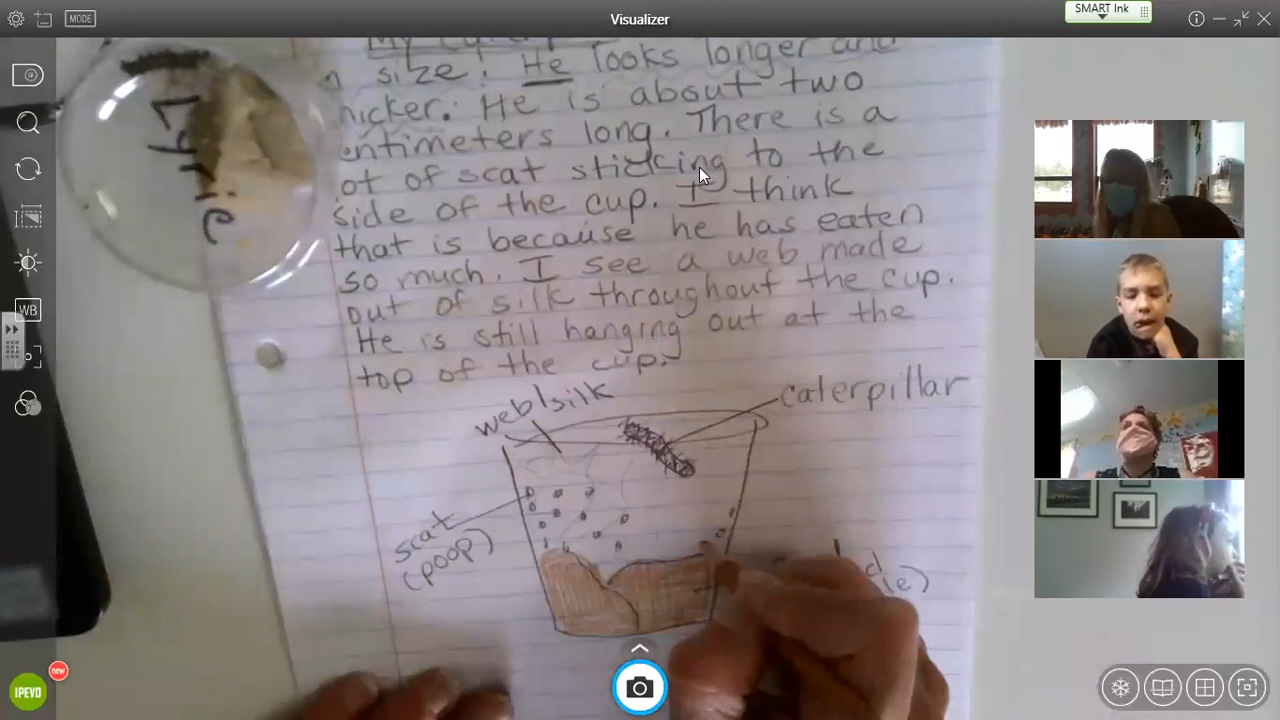 MODE
Visualizer
SMART Ink
Lyric
size! He looks longer and
hicker. He is about two
entimeters long. There is a
ot of scat sticking to the
side of the cup. I think
that is because he has eaten
so much. I see a web made
out of silk throughout the cup.
He is still hanging out at the
top of the cup.
web/silk
caterpillar
scat
(poop)
WB
IPEVO
new